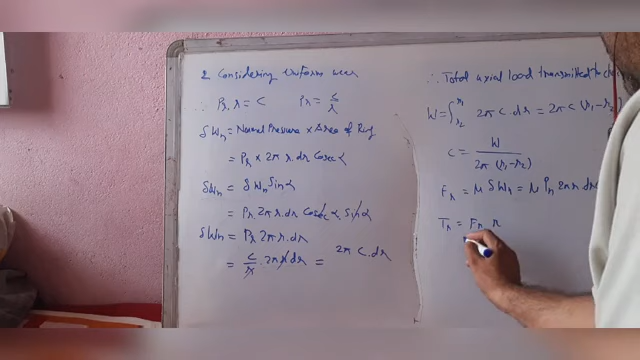 2 Considering Uniform wear
∴ Pr. r = C    Pr = C/r
δWn = Normal Pressure × Area of Ring
= Pr × 2π r. dr Cosec α
δWn = δWn Sin α
= Pr. 2π r. dr Cosec α . Sin α
δWn = Pr 2π r. dr
= C/r . 2π r dr = 2π C. dr
∴ Total axial load transmitted to
W = ∫ 2π C. dr = 2π C (r1 - r2)
C = W / 2π (r1 - r2)
Fr = μ δWn = μ Pn 2π r dr
Tr = Fr r